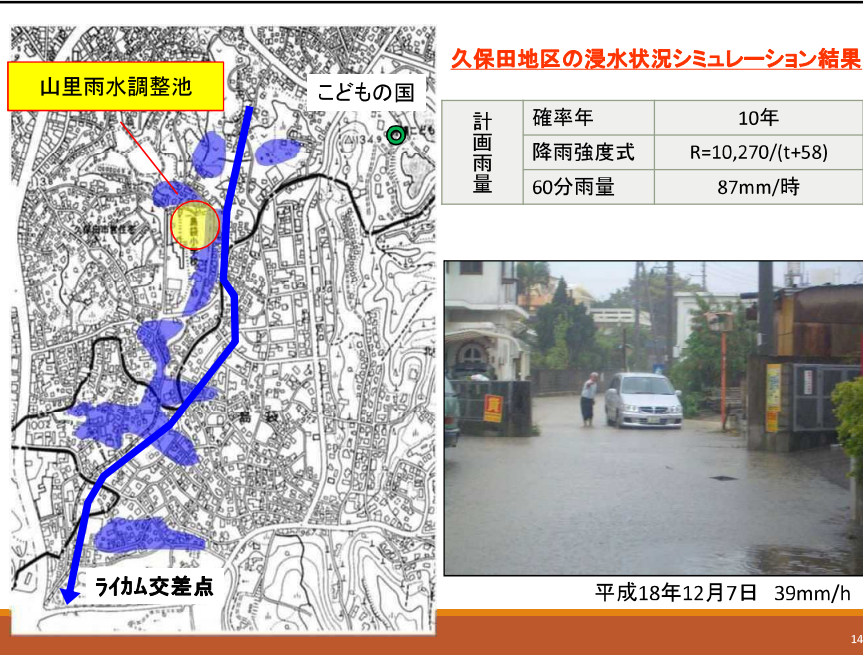 久保田地区の浸水状況シミュレーション結果
山里雨水調整池
こどもの国
計画雨量
確率年 10年
降雨強度式 R=10,270/(t+58)
60分雨量 87mm/時
島袋
ライカム交差点
平成18年12月7日 39mm/h
14